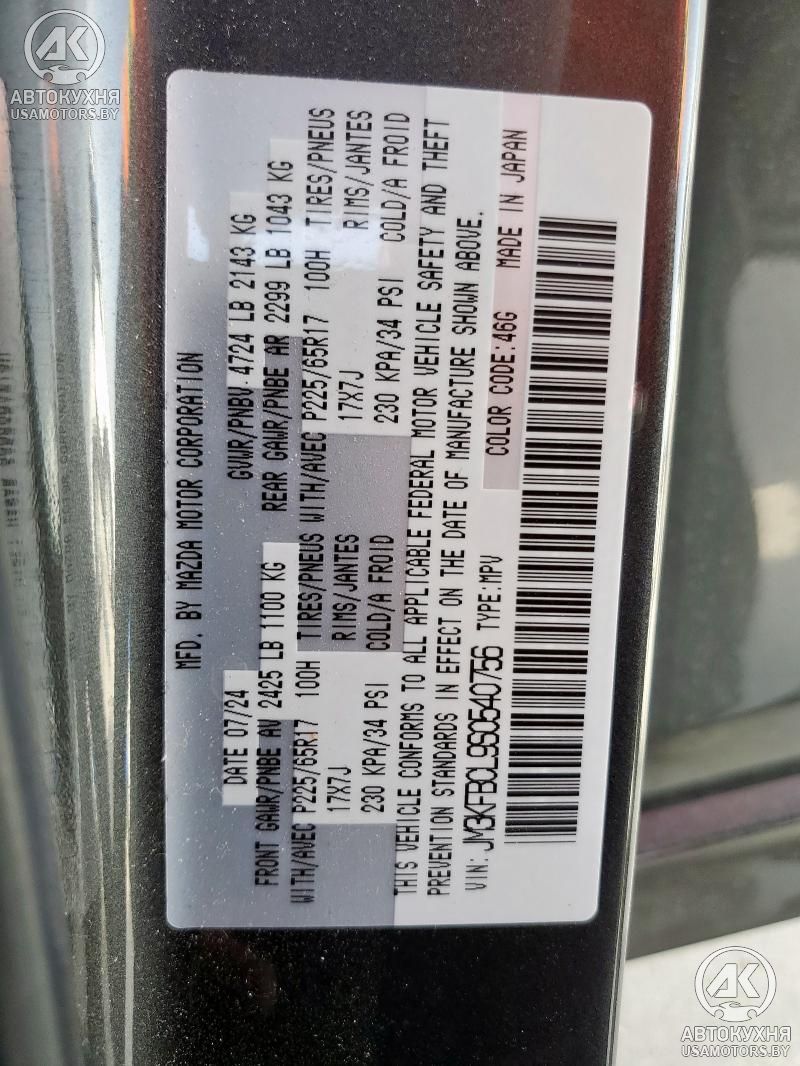 AK
АВТОКУХНЯ
USAMOTORS.BY
MFD. BY MAZDA MOTOR CORPORATION
DATE 07/24 GVWR/PNBV 4724 LB 2143 KG
FRONT GAWR/PNBE AV 2425 LB 1100 KG REAR GAWR/PNBE AR 2299 LB 1043 KG
WITH/AVEC P225/65R17 100H TIRES/PNEUS WITH/AVEC P225/65R17 100H TIRES/PNEUS
17X7J RIMS/JANTES 17X7J RIMS/JANTES
230 KPA/34 PSI COLD/A FROID 230 KPA/34 PSI COLD/A FROID
THIS VEHICLE CONFORMS TO ALL APPLICABLE FEDERAL MOTOR VEHICLE SAFETY AND THEFT
PREVENTION STANDARDS IN EFFECT ON THE DATE OF MANUFACTURE SHOWN ABOVE.
VIN: JM3KFBCL9S0540756 TYPE:MPV COLOR CODE:46G MADE IN JAPAN
AK
АВТОКУХНЯ
USAMOTORS.BY